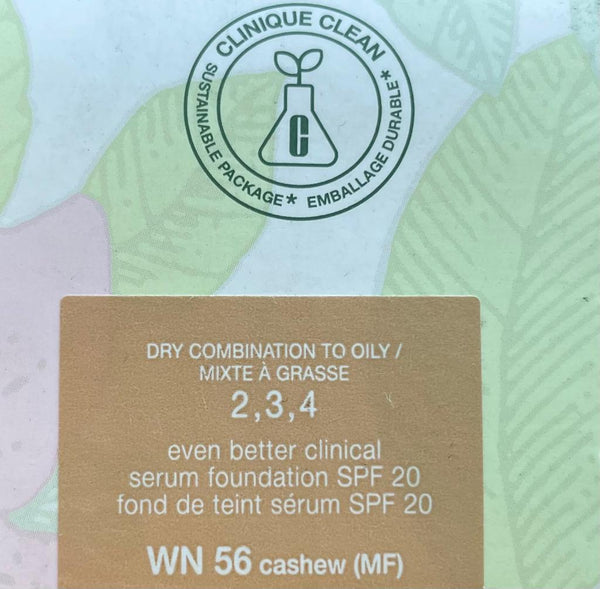 CLINIQUE CLEAN
SUSTAINABLE PACKAGE* EMBALLAGE DURABLE*
C
DRY COMBINATION TO OILY /
MIXTE À GRASSE
2,3,4
even better clinical
serum foundation SPF 20
fond de teint sérum SPF 20
WN 56 cashew (MF)